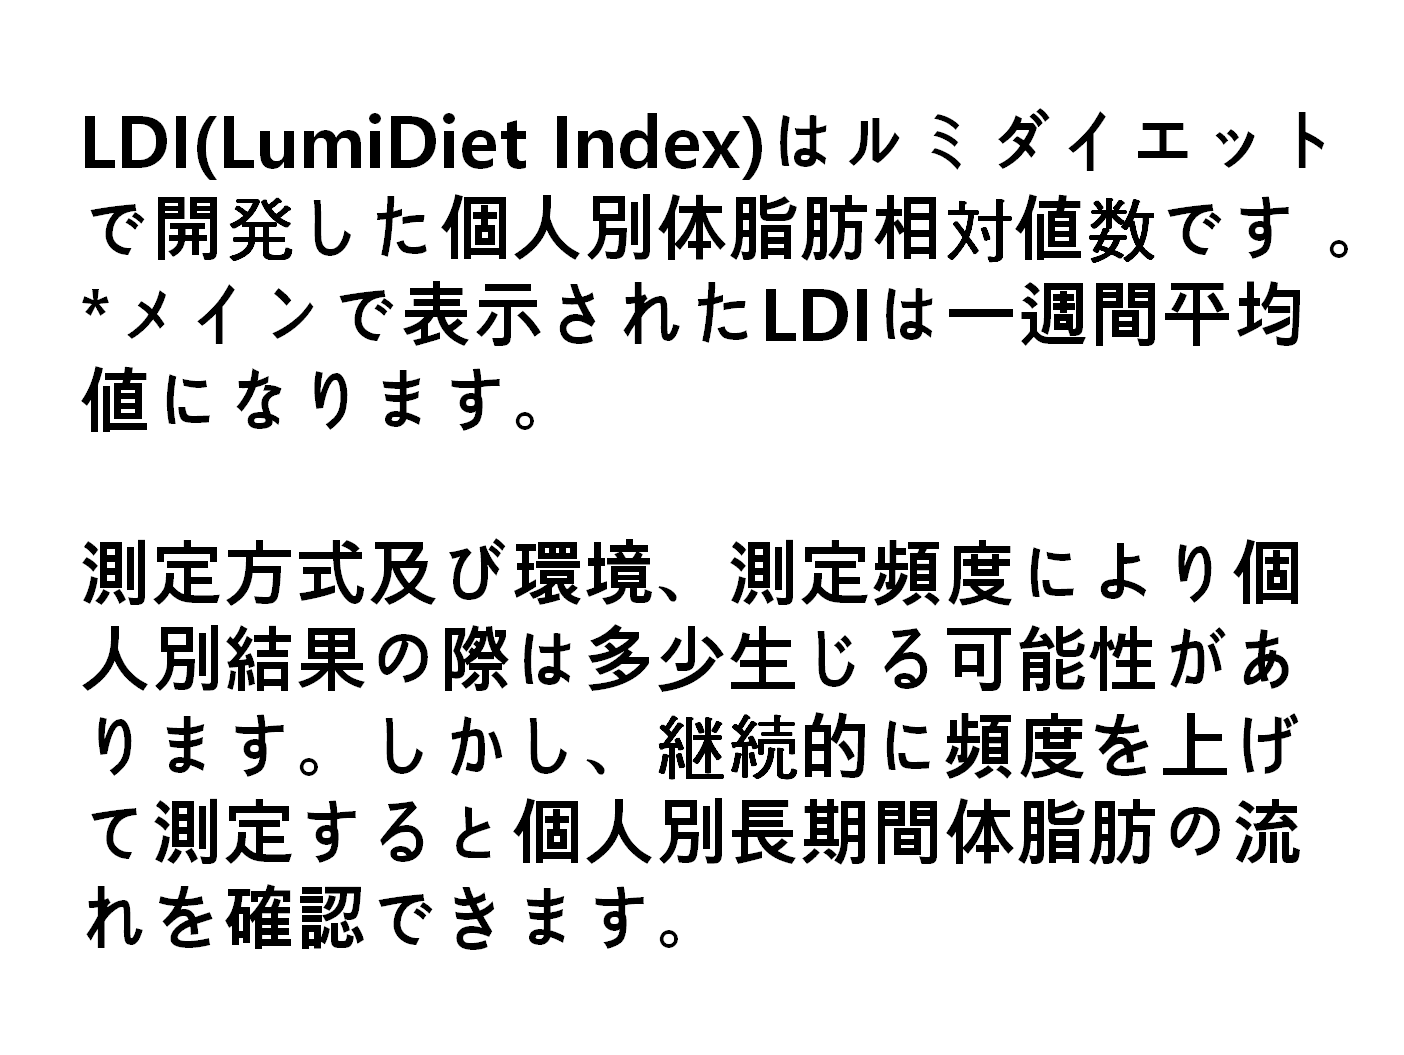 LDI(LumiDiet Index)はルミダイエット
で開発した個人別体脂肪相対値数です。
*メインで表示されたLDIは一週間平均
値になります。
測定方式及び環境、測定頻度により個
人別結果の際は多少生じる可能性があ
ります。しかし、継続的に頻度を上げ
て測定すると個人別長期間体脂肪の流
れを確認できます。